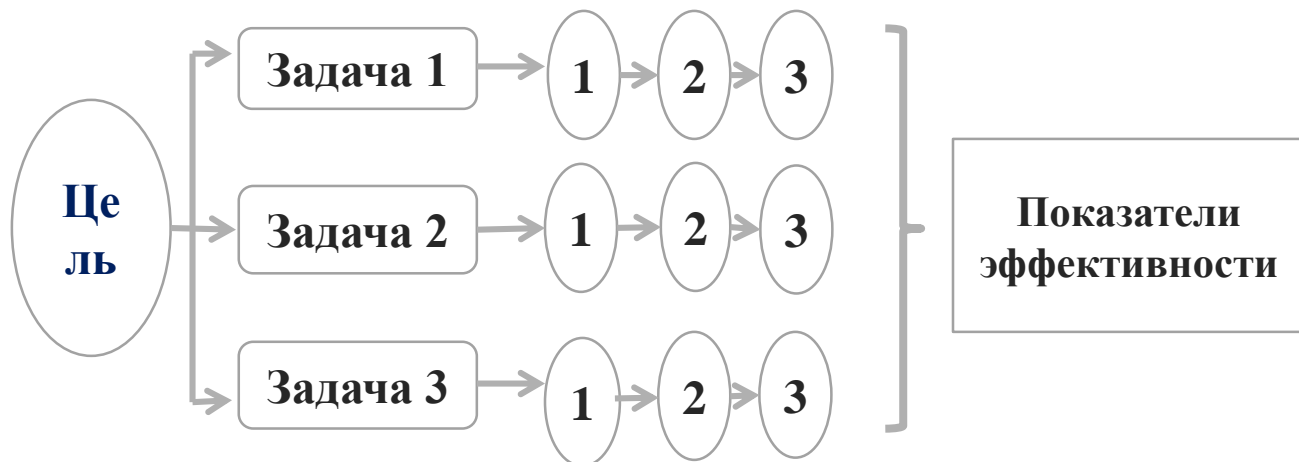 Це
ль
Задача 1
1
2
3
Задача 2
1
2
3
Задача 3
1
2
3
Показатели
эффективности